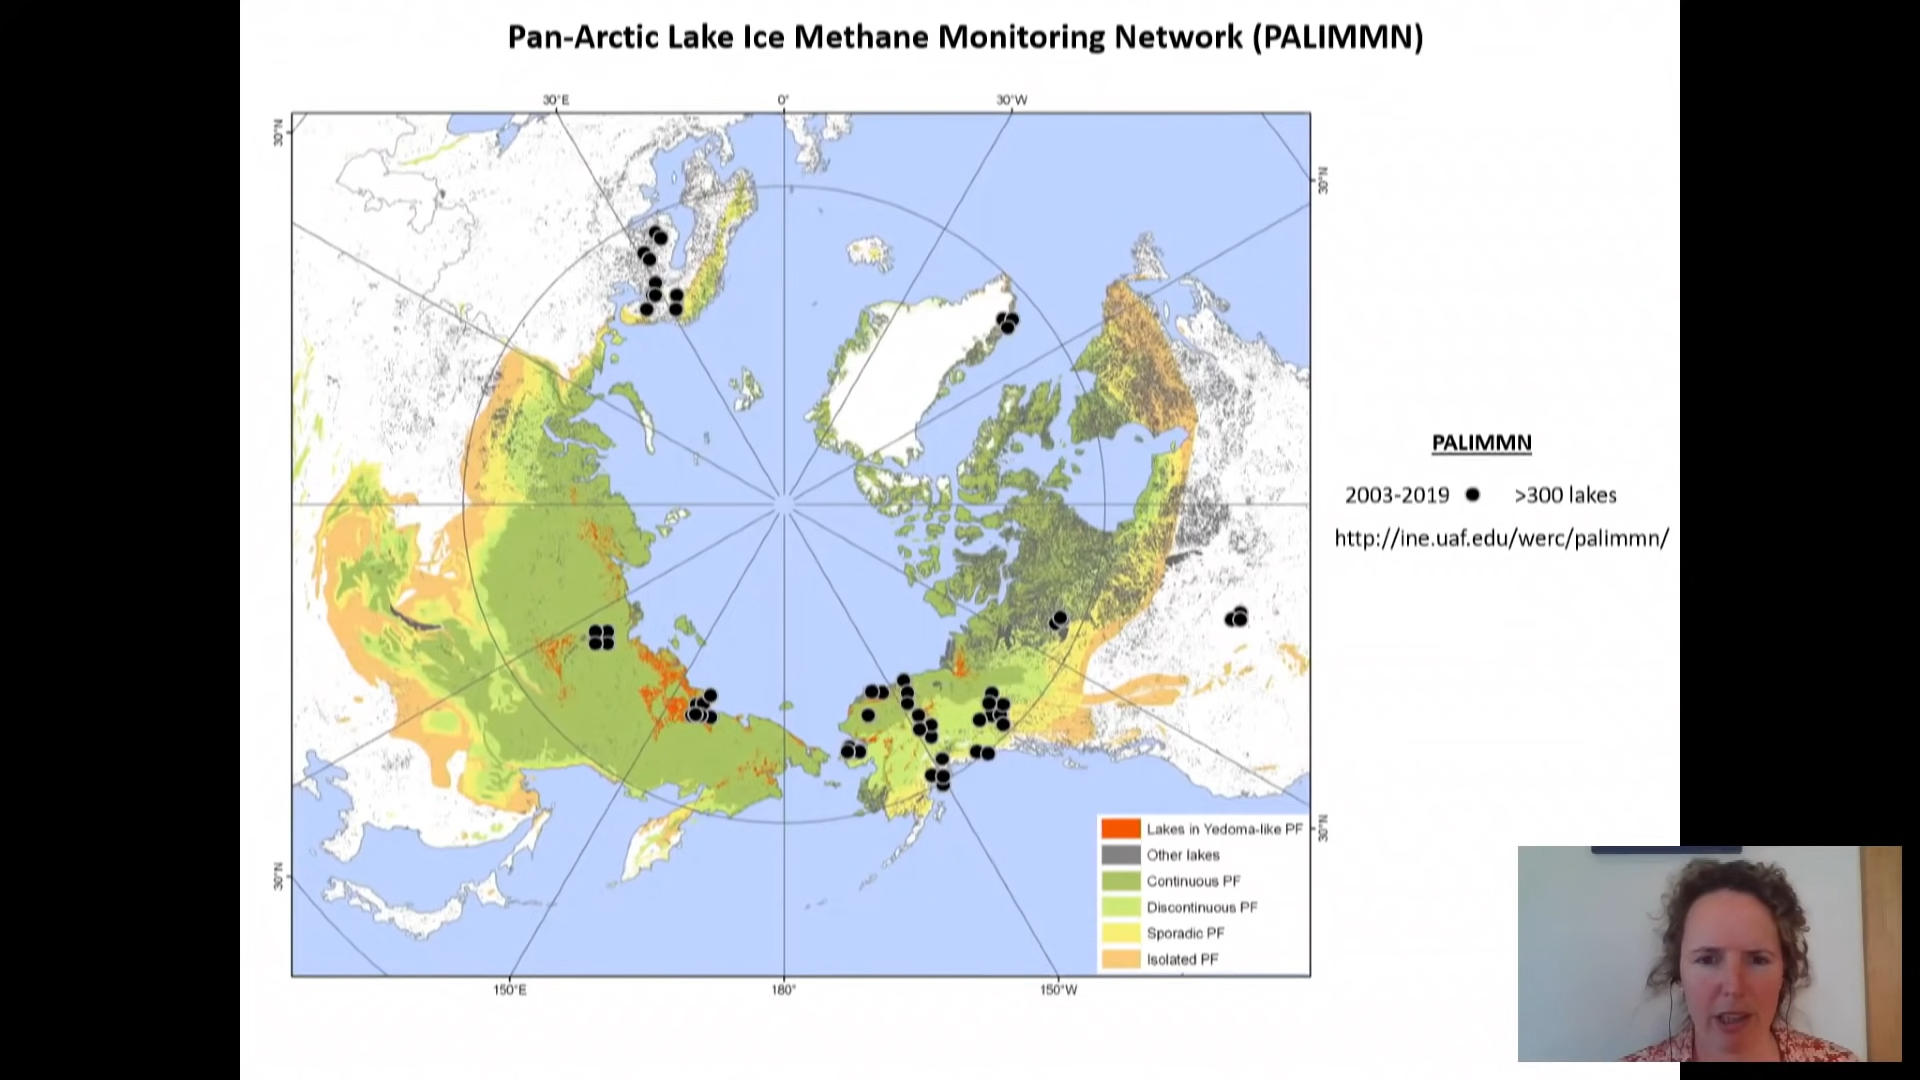 Pan-Arctic Lake Ice Methane Monitoring Network (PALIMMN)
30°E 0° 30°W
30°N
30°N
PALIMMN
2003-2019 >300 lakes
http://ine.uaf.edu/werc/palimmn/
Lakes in Yedoma-like PF
Other lakes
Continuous PF
Discontinuous PF
Sporadic PF
Isolated PF
30°N
30°N
150°E 180° 150°W